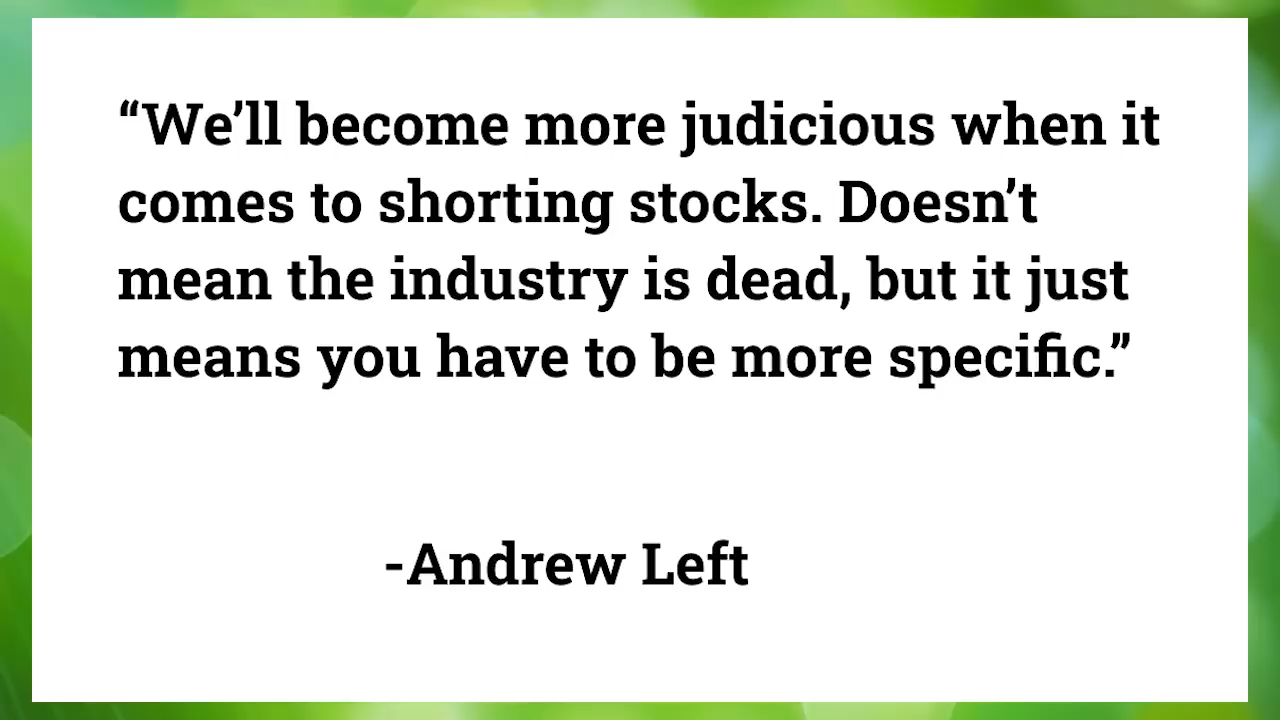 “We’ll become more judicious when it
comes to shorting stocks. Doesn’t
mean the industry is dead, but it just
means you have to be more specific.”
-Andrew Left